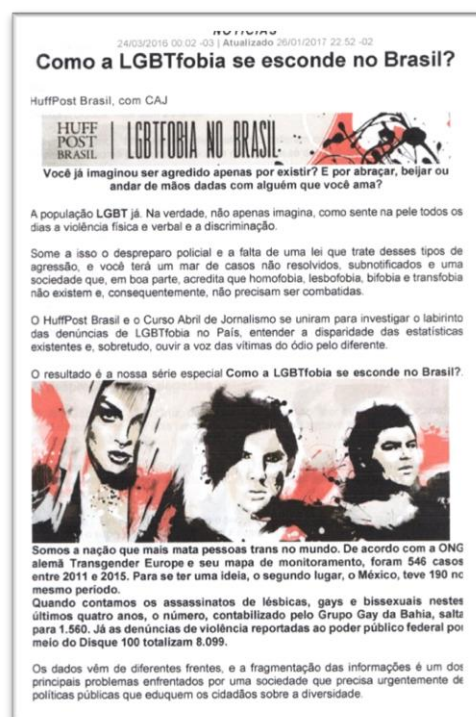 NOTÍCIAS
24/03/2016 00:02 -03 | Atualizado 26/01/2017 22:52 -02
Como a LGBTfobia se esconde no Brasil?
HuffPost Brasil, com CAJ
HUFF
POST
BRASIL
LGBTFOBIA NO BRASIL
Você já imaginou ser agredido apenas por existir? E por abraçar, beijar ou
andar de mãos dadas com alguém que você ama?
A população LGBT já. Na verdade, não apenas imagina, como sente na pele todos os
dias a violência física e verbal e a discriminação.
Some a isso o despreparo policial e a falta de uma lei que trate desses tipos de
agressão, e você terá um mar de casos não resolvidos, subnotificados e uma
sociedade que, em boa parte, acredita que homofobia, lesbofobia, bifobia e transfobia
não existem e, consequentemente, não precisam ser combatidas.
O HuffPost Brasil e o Curso Abril de Jornalismo se uniram para investigar o labirinto
das denúncias de LGBTfobia no País, entender a disparidade das estatísticas
existentes e, sobretudo, ouvir a voz das vítimas do ódio pelo diferente.
O resultado é a nossa série especial Como a LGBTfobia se esconde no Brasil?.
Somos a nação que mais mata pessoas trans no mundo. De acordo com a ONG
alemã Transgender Europe e seu mapa de monitoramento, foram 546 casos
entre 2011 e 2015. Para se ter uma ideia, o segundo lugar, o México, teve 190 no
mesmo período.
Quando contamos os assassinatos de lésbicas, gays e bissexuais nestes
últimos quatro anos, o número, contabilizado pelo Grupo Gay da Bahia, salta
para 1.560. Já as denúncias de violência reportadas ao poder público federal por
meio do Disque 100 totalizam 8.099.
Os dados vêm de diferentes frentes, e a fragmentação das informações é um dos
principais problemas enfrentados por uma sociedade que precisa urgentemente de
políticas públicas que eduquem os cidadãos sobre a diversidade.